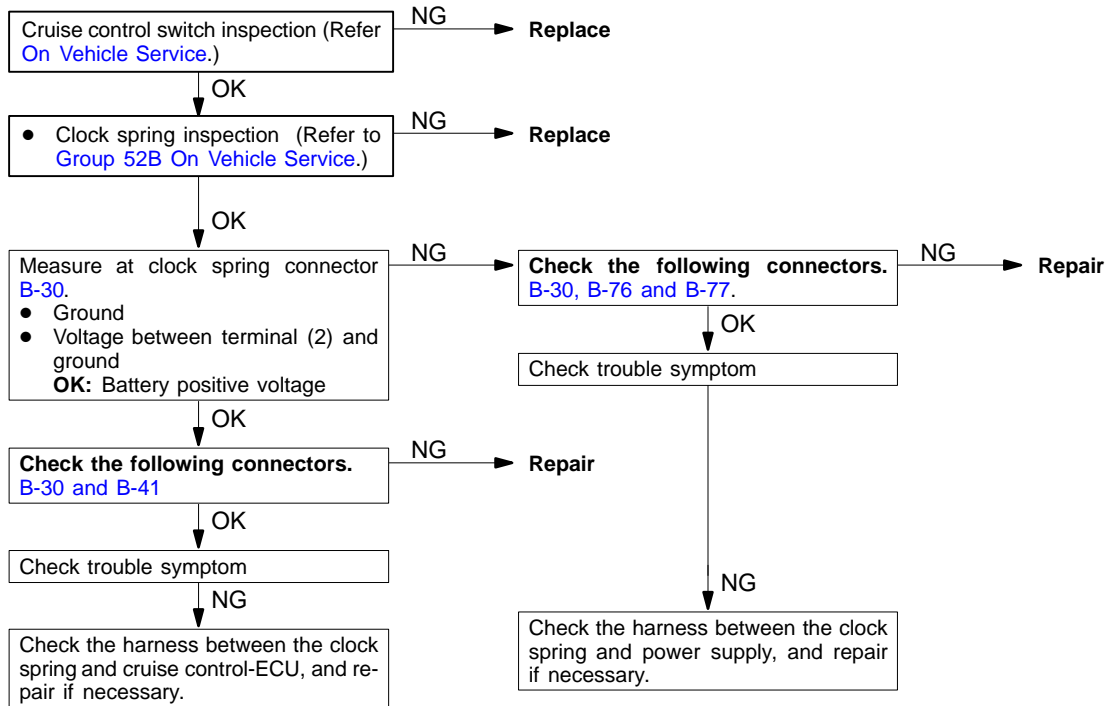 Cruise control switch inspection (Refer
On Vehicle Service.)
NG
Replace
OK
● Clock spring inspection (Refer to
Group 52B On Vehicle Service.)
NG
Replace
OK
Measure at clock spring connector
B-30.
● Ground
● Voltage between terminal (2) and
ground
OK: Battery positive voltage
NG
Check the following connectors.
B-30, B-76 and B-77.
NG
Repair
OK
Check trouble symptom
OK
Check the following connectors.
B-30 and B-41
NG
Repair
OK
Check trouble symptom
NG
Check the harness between the clock
spring and cruise control-ECU, and re-
pair if necessary.
NG
Check the harness between the clock
spring and power supply, and repair
if necessary.